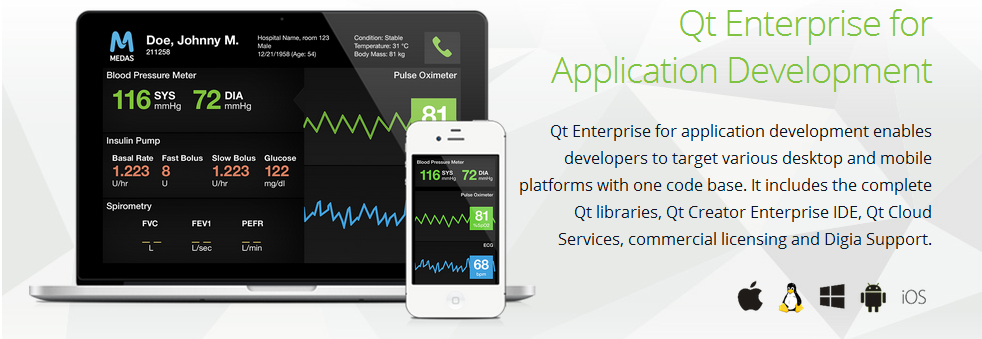 MEDAS
Doe, Johnny M.
211258
Hospital Name, room 123
Male
12/21/1958 (Age: 54)
Condition: Stable
Temperature: 31 °C
Body Mass: 81 kg
Blood Pressure Meter
116 SYS mmHg 72 DIA mmHg
Pulse Oximeter
81
Insulin Pump
Basal Rate Fast Bolus Slow Bolus Glucose
1.223 8 1.223 122
U/hr U U/hr mg/dl
Spirometry
FVC FEV1 PEFR
_ _ _ _ _ _
L L/sec L/min
Blood Pressure Meter
116 SYS mmHg 72 DIA mmHg
Pulse Oximeter
81
%SpO2
ECG
68
bpm
Qt Enterprise for
Application Development
Qt Enterprise for application development enables
developers to target various desktop and mobile
platforms with one code base. It includes the complete
Qt libraries, Qt Creator Enterprise IDE, Qt Cloud
Services, commercial licensing and Digia Support.
iOS